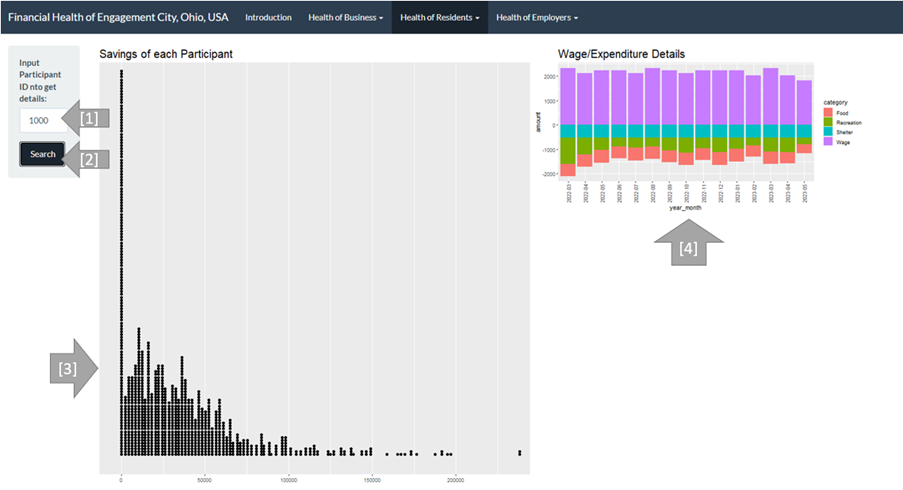 Financial Health of Engagement City, Ohio, USA
Introduction
Health of Business
Health of Residents
Health of Employers
Input
Participant
ID nto get
details:
1000
[1]
Search
[2]
Savings of each Participant
[3]
0
50000
100000
150000
200000
Wage/Expenditure Details
amount
2000
1000
0
-1000
-2000
2022-03
2022-04
2022-05
2022-06
2022-07
2022-08
2022-09
2022-10
2022-11
2022-12
2023-01
2023-02
2023-03
2023-04
2023-05
year_month
category
Food
Recreation
Shelter
Wage
[4]